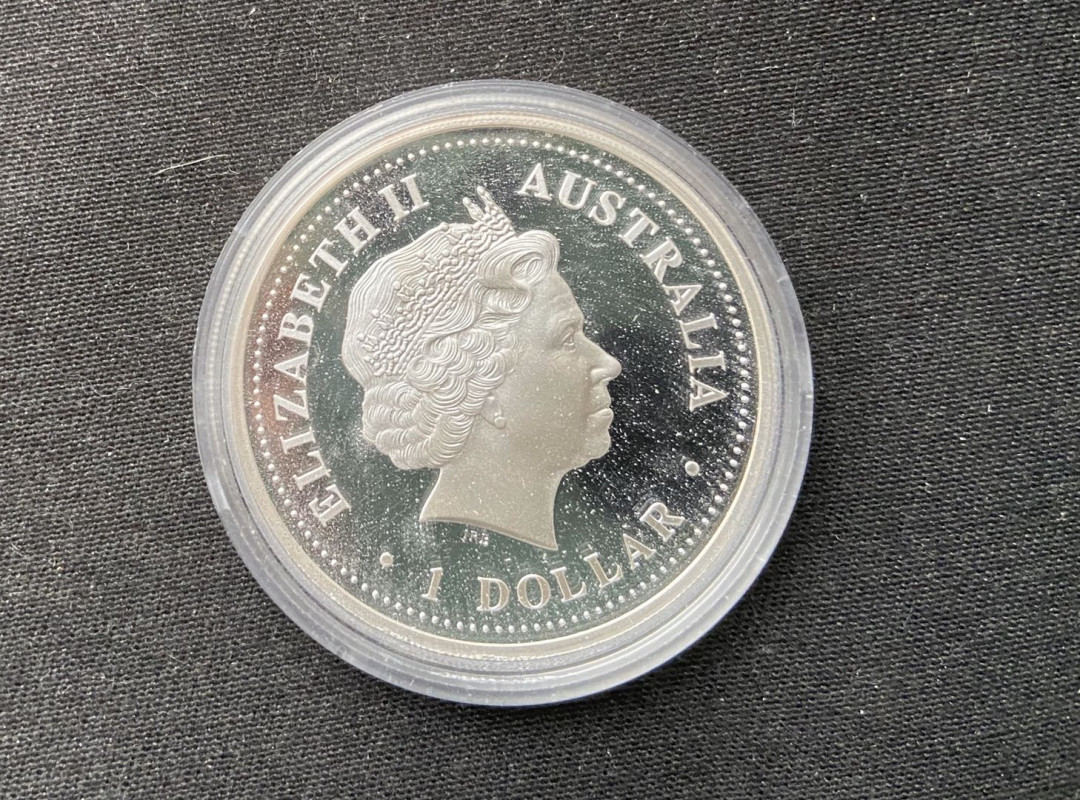 ELIZABETH II
AUSTRALIA
• 1 DOLLAR •